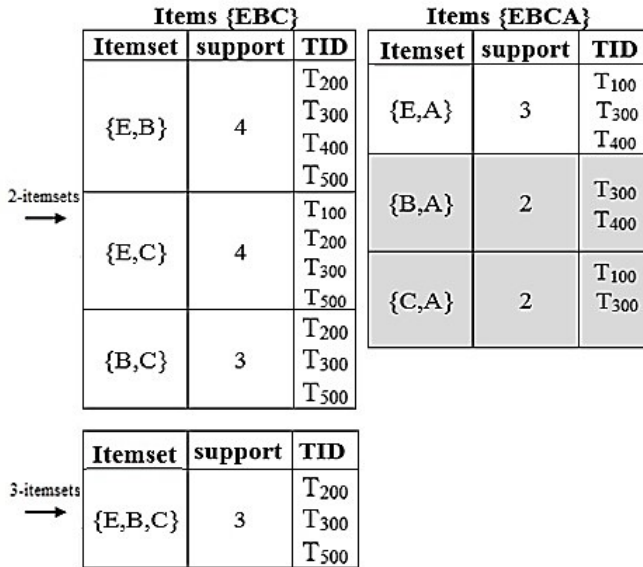 Items {EBC}
Itemset support TID
{E,B} 4 T200
T300
T400
T500
{E,C} 4 T100
T200
T300
T500
{B,C} 3 T200
T300
T500
Items {EBCA}
Itemset support TID
{E,A} 3 T100
T300
T400
{B,A} 2 T300
T400
{C,A} 2 T100
T300
2-itemsets
Itemset support TID
3-itemsets
{E,B,C} 3 T200
T300
T500